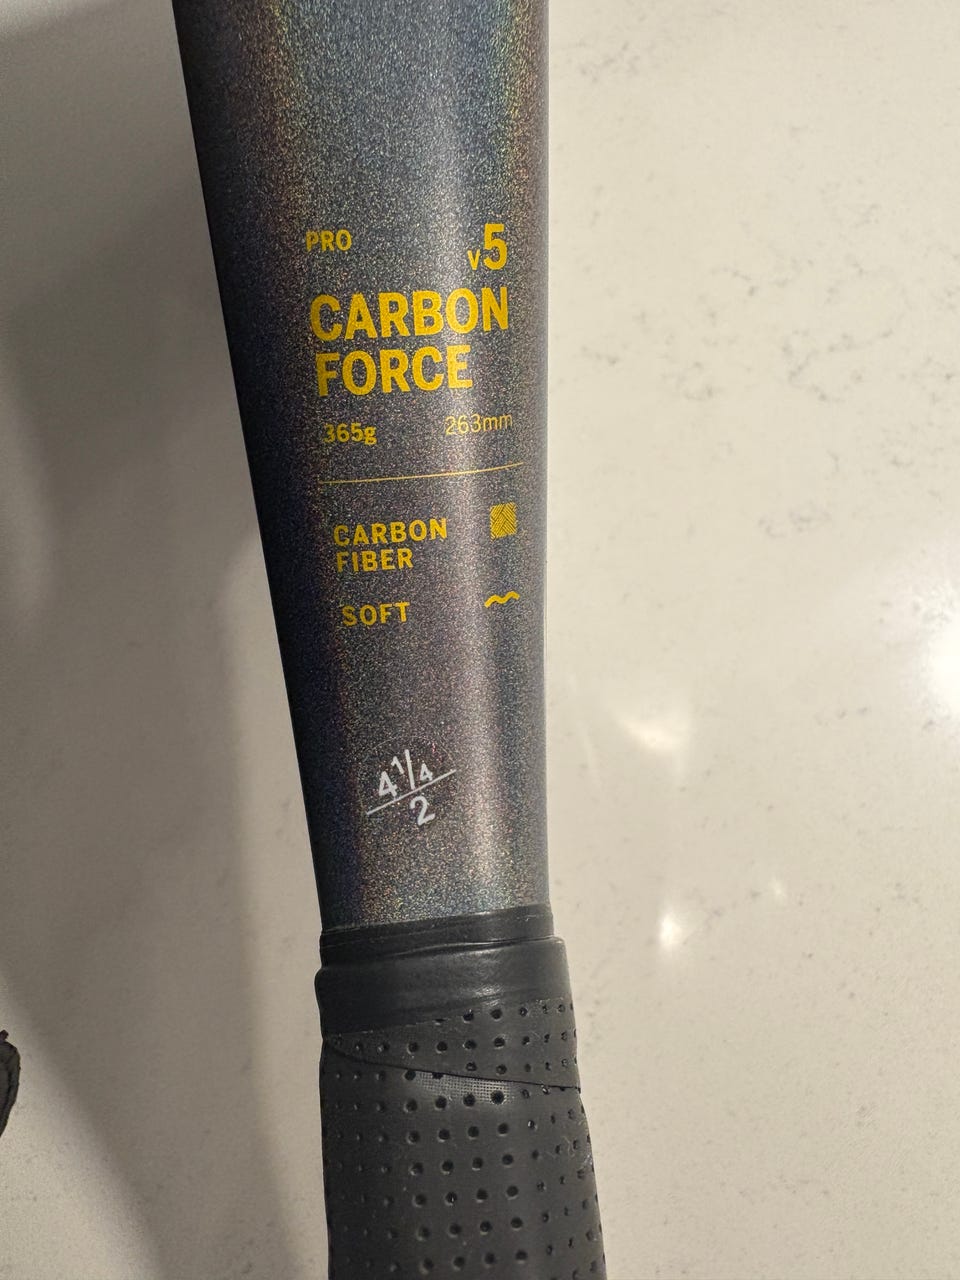 PRO v5
CARBON
FORCE
365g 263mm
CARBON
FIBER
SOFT
4 1/4
2